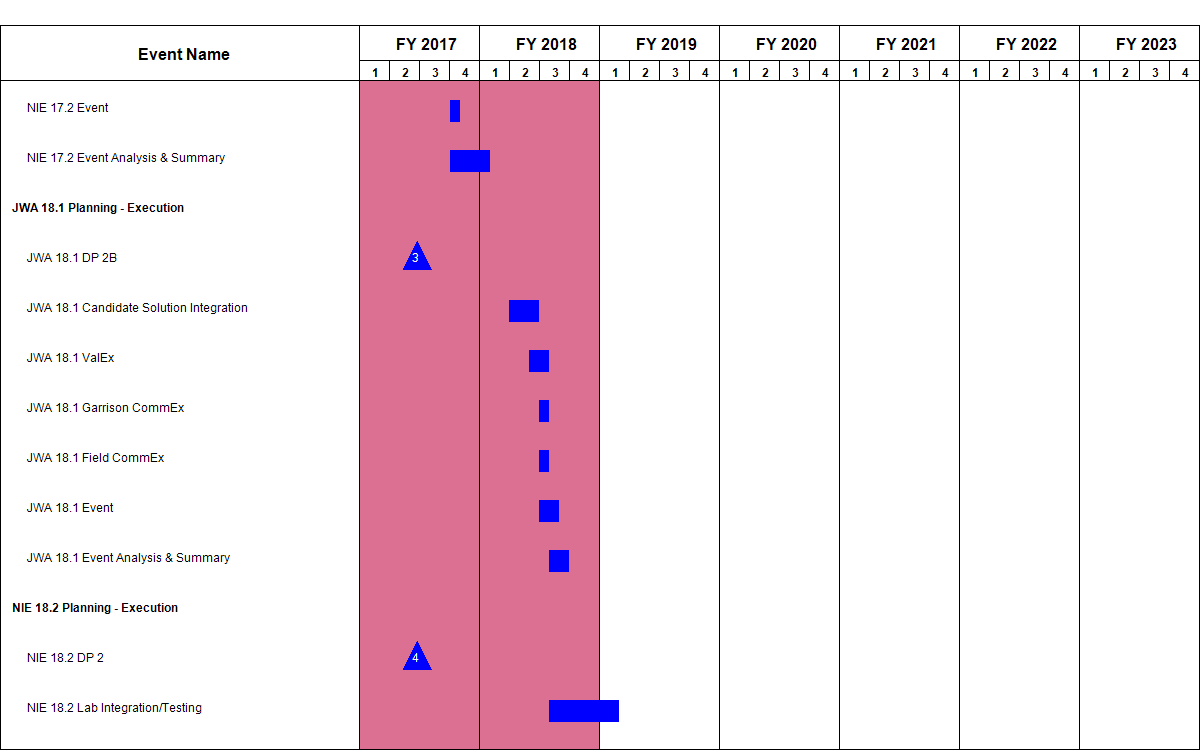 Event Name
FY 2017 FY 2018 FY 2019 FY 2020 FY 2021 FY 2022 FY 2023
1 2 3 4 1 2 3 4 1 2 3 4 1 2 3 4 1 2 3 4 1 2 3 4 1 2 3 4
NIE 17.2 Event
NIE 17.2 Event Analysis & Summary
JWA 18.1 Planning - Execution
JWA 18.1 DP 2B
3
JWA 18.1 Candidate Solution Integration
JWA 18.1 ValEx
JWA 18.1 Garrison CommEx
JWA 18.1 Field CommEx
JWA 18.1 Event
JWA 18.1 Event Analysis & Summary
NIE 18.2 Planning - Execution
NIE 18.2 DP 2
4
NIE 18.2 Lab Integration/Testing